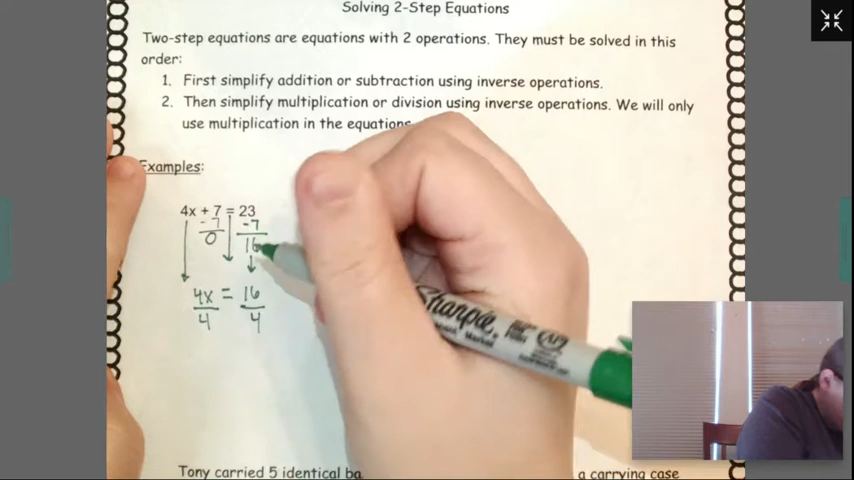 Solving 2-Step Equations
Two-step equations are equations with 2 operations. They must be solved in this
order:
1. First simplify addition or subtraction using inverse operations.
2. Then simplify multiplication or division using inverse operations. We will only
use multiplication in the equations
Examples:
4x + 7 = 23
-7 -7
0 16
4x = 16
4 4
Sharpie
Tony carried 5 identical ba a carrying case